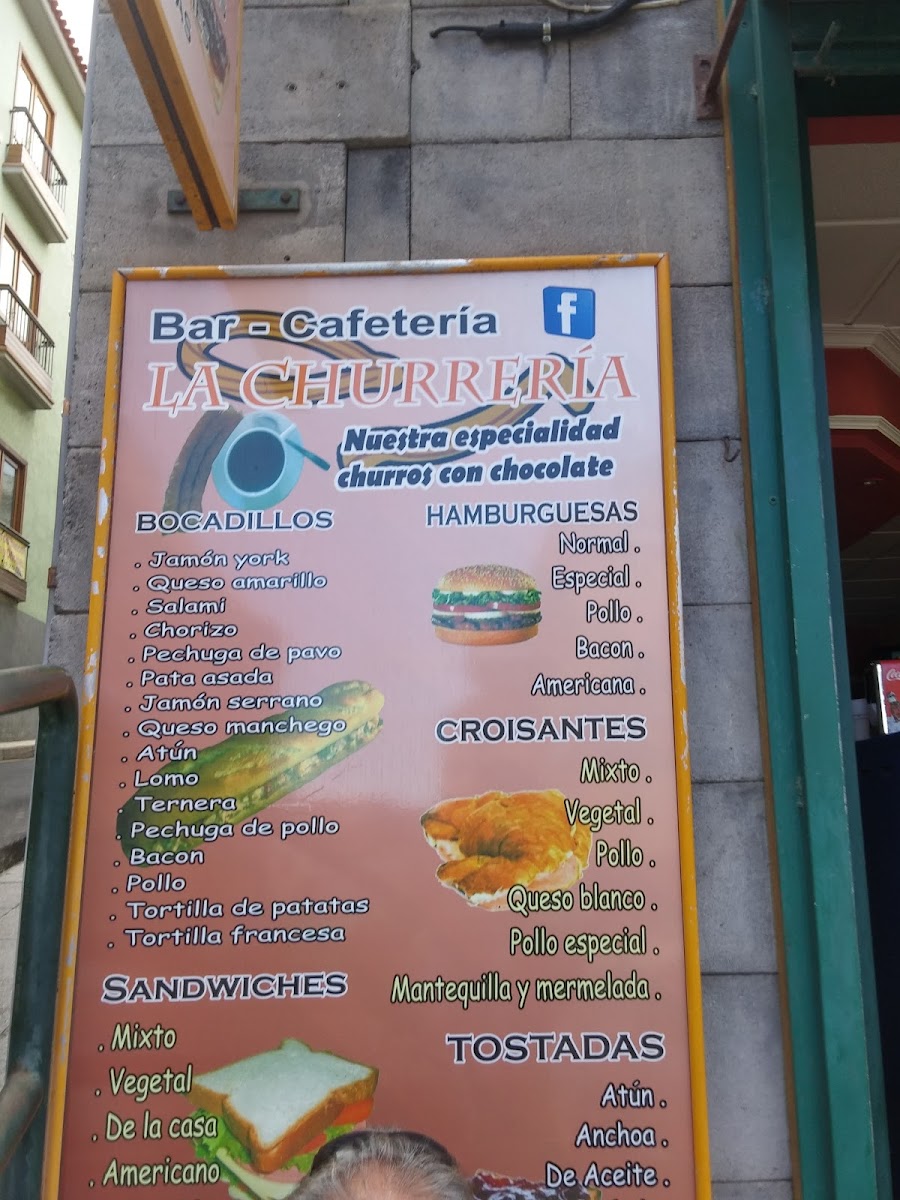 Bar - Cafetería
f
LA CHURRERÍA
Nuestra especialidad
churros con chocolate
BOCADILLOS
. Jamón york
. Queso amarillo
. Salami
. Chorizo
. Pechuga de pavo
. Pata asada
. Jamón serrano
. Queso manchego
. Atún
. Lomo
. Ternera
. Pechuga de pollo
. Bacon
. Pollo
. Tortilla de patatas
. Tortilla francesa
SANDWICHES
. Mixto
. Vegetal
. De la casa
. Americano
HAMBURGUESAS
Normal .
Especial .
Pollo .
Bacon .
Americana .
CROISANTES
Mixto .
Vegetal .
Pollo .
Queso blanco .
Pollo especial .
Mantequilla y mermelada .
TOSTADAS
Atún .
Anchoa .
De Aceite .